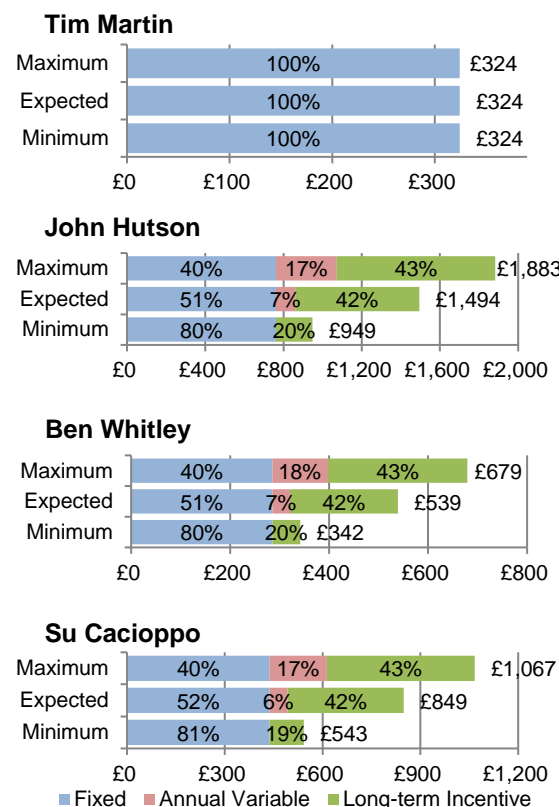 Tim Martin
Maximum 100% £324
Expected 100% £324
Minimum 100% £324
£0 £100 £200 £300
John Hutson
Maximum 40% 17% 43% £1,883
Expected 51% 7% 42% £1,494
Minimum 80% 20% £949
£0 £400 £800 £1,200 £1,600 £2,000
Ben Whitley
Maximum 40% 18% 43% £679
Expected 51% 7% 42% £539
Minimum 80% 20% £342
£0 £200 £400 £600 £800
Su Cacioppo
Maximum 40% 17% 43% £1,067
Expected 52% 6% 42% £849
Minimum 81% 19% £543
£0 £300 £600 £900 £1,200
Fixed Annual Variable Long-term Incentive